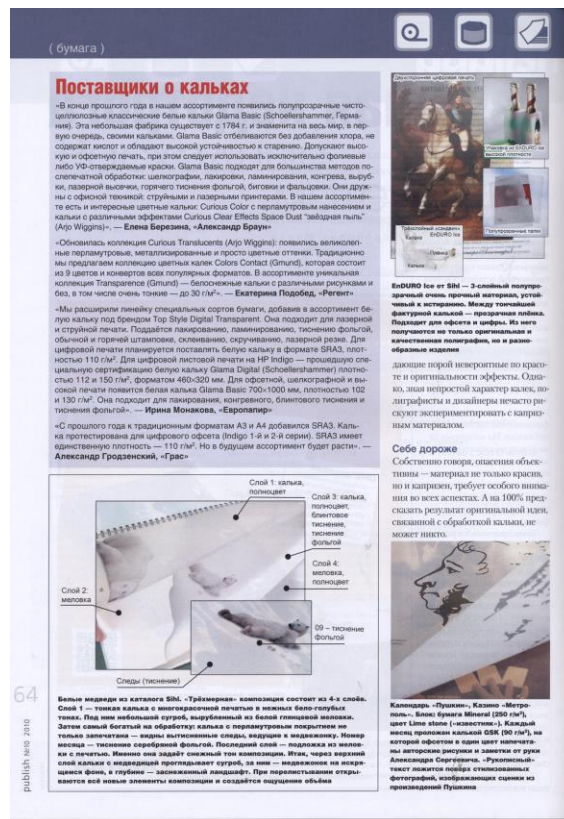 ( бумага )
Поставщики о кальках
«В конце прошлого года в нашем ассортименте появились полупрозрачные чисто-
целлюлозные классические белые кальки Glama Basic (Schoellershammer, Герма-
ния). Эта небольшая фабрика существует с 1784 г. и знаменита на весь мир, в пер-
вую очередь, своими кальками. Glama Basic отбеливаются без добавления хлора, не
содержат кислот и обладают высокой устойчивостью к старению. Допускают высо-
кую и офсетную печать, при этом следует использовать исключительно фолиевые
либо УФ-отверждаемые краски. Glama Basic подходят для большинства методов по-
слепечатной обработки: шелкографии, лакировки, ламинирования, конгрева, выруб-
ки, лазерной высечки, горячего тиснения фольгой, биговки и фальцовки. Они друж-
ны с офисной техникой: струйными и лазерными принтерами. В нашем ассортимен-
те есть и интересные цветные кальки: Curious Color с перламутровым нанесением и
кальки с различными эффектами Curious Clear Effects Space Dust "звёздная пыль"
(Arjo Wiggins)». — Елена Березина, «Александр Браун»
«Обновилась коллекция Curious Translucents (Arjo Wiggins): появились великолеп-
ные перламутровые, металлизированные и просто цветные оттенки. Традиционно
мы предлагаем коллекцию цветных калек Colors Contact (Gmund), которая состоит
из 9 цветов и конвертов всех популярных форматов. В ассортименте уникальная
коллекция Transparence (Gmund) — белоснежные кальки с различными рисунками и
без, в том числе очень тонкие — до 30 г/м². — Екатерина Подобед, «Регент»
«Мы расширили линейку специальных сортов бумаги, добавив в ассортимент бе-
лую кальку под брендом Top Style Digital Transparent. Она подходит для лазерной
и струйной печати. Поддаётся лакированию, ламинированию, тиснению фольгой,
обычной и горячей штамповке, склеиванию, скручиванию, лазерной резке. Для
цифровой печати планируется поставлять белую кальку в формате SRA3, плот-
ностью 110 г/м². Для цифровой листовой печати на HP Indigo — прошедшую спе-
циальную сертификацию белую кальку Glama Digital (Schoellershammer) плотно-
стью 112 и 150 г/м², форматом 460×320 мм. Для офсетной, шелкографной и вы-
сокой печати появится белая калька Glama Basic 700×1000 мм, плотностью 102
и 130 г/м². Она подходит для лакирования, конгревного, блинтового тиснения и
тиснения фольгой». — Ирина Монакова, «Европапир»
«С прошлого года к традиционным форматам А3 и А4 добавился SRA3. Каль-
ка протестирована для цифрового офсета (Indigo 1-й и 2-й серии). SRA3 имеет
единственную плотность — 110 г/м². Но в будущем ассортимент будет расти». —
Александр Гродзенский, «Грас»
Слой 1: калька,
полноцвет
Слой 3: калька,
полноцвет,
блинтовое
тиснение,
тиснение
фольгой
Слой 4:
меловка,
полноцвет
Слой 2:
меловка
09 – тиснение
фольгой
Следы (тиснение)
Белые медведи из каталога Sihl. «Трёхмерная» композиция состоит из 4-х слоёв.
Слой 1 — тонкая калька с многокрасочной печатью в нежных бело-голубых
тонах. Под ним небольшой сугроб, вырубленный из белой глянцевой меловки.
Затем самый богатый на обработку: калька с перламутровым покрытием не
только запечатана — видны вытисненные следы, ведущие к медвежонку. Номер
месяца — тиснение серебряной фольгой. Последний слой — подложка из мелов-
ки с печатью. Именно она задаёт снежный тон композиции. Итак, через верхний
слой кальки с медведицей проглядывает сугроб, за ним — медвежонок на искря-
щемся фоне, в глубине — заснеженный ландшафт. При перелистывании откры-
ваются всё новые элементы композиции и создаётся ощущение объёма
Двухсторонняя цифровая печать
Упаковка из EnDURO Ice
высокой плотности
Полупрозрачные папки
Трёхслойный «сэндвич»
EnDURO Ice
Калька
Плёнка
Калька
EnDURO Ice от Sihl — 3-слойный полупро-
зрачный очень прочный материал, устой-
чивый к истиранию. Между тончайшей
фактурной калькой — прозрачная плёнка.
Подходит для офсета и цифры. Из него
получаются не только оригинальная и
качественная полиграфия, но и разно-
образные изделия
дающие порой невероятные по красо-
те и оригинальности эффекты. Одна-
ко, зная непростой характер калек, по-
лиграфисты и дизайнеры нечасто ри-
скуют экспериментировать с каприз-
ным материалом.
Себе дороже
Собственно говоря, опасения объек-
тивны — материал не только красив,
но и капризен, требует особого внима-
ния во всех аспектах. А на 100% пред-
сказать результат оригинальной идеи,
связанной с обработкой кальки, не
может никто.
Календарь «Пушкин», Казино «Метро-
поль». Блок: бумага Mineral (250 г/м²),
цвет Lime stone («известняк»). Каждый
месяц проложен калькой GSK (90 г/м²), на
которой офсетом в один цвет напечата-
ны авторские рисунки и заметки от руки
Александра Сергеевича. «Рукописный»
текст ложится поверх стилизованных
фотографий, изображающих сценки из
произведений Пушкина
64
publish №10 2010